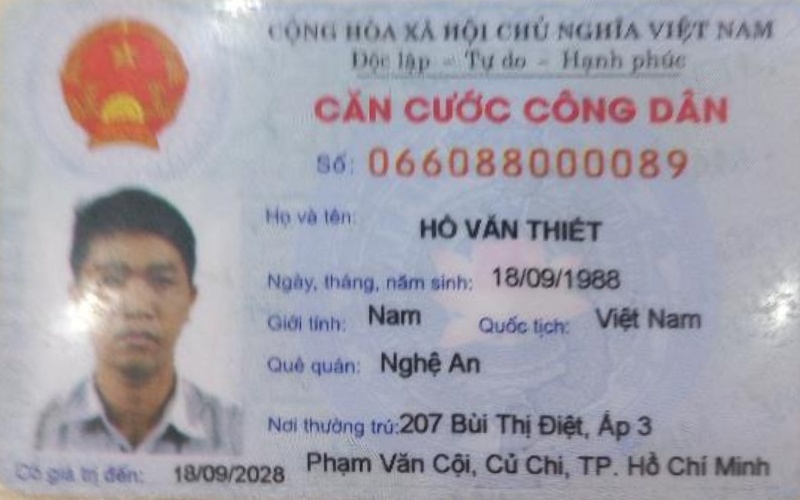 CỘNG HÒA XÃ HỘI CHỦ NGHĨA VIỆT NAM
Độc lập - Tự do - Hạnh phúc
CĂN CƯỚC CÔNG DÂN
Số: 066088000089
Họ và tên: HỒ VĂN THIẾT
Ngày, tháng, năm sinh: 18/09/1988
Giới tính: Nam Quốc tịch: Việt Nam
Quê quán: Nghệ An
Nơi thường trú: 207 Bùi Thị Điệt, Ấp 3
Phạm Văn Cội, Củ Chi, TP. Hồ Chí Minh
Có giá trị đến: 18/09/2028